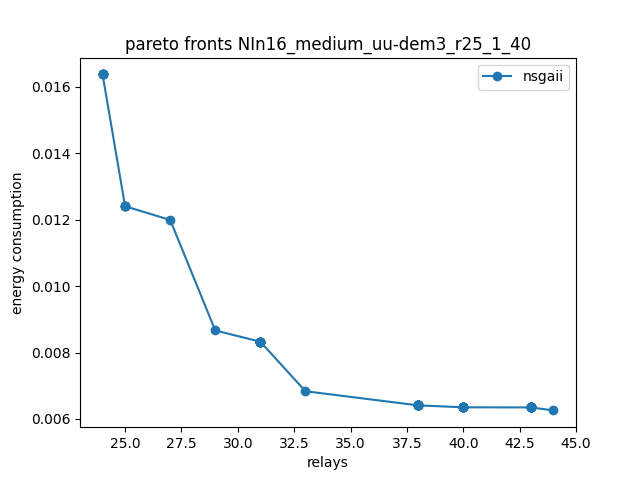 pareto fronts NIn16_medium_uu-dem3_r25_1_40
nsgaii
0.016
0.014
0.012
0.010
0.008
0.006
energy consumption
25.0 27.5 30.0 32.5 35.0 37.5 40.0 42.5 45.0
relays